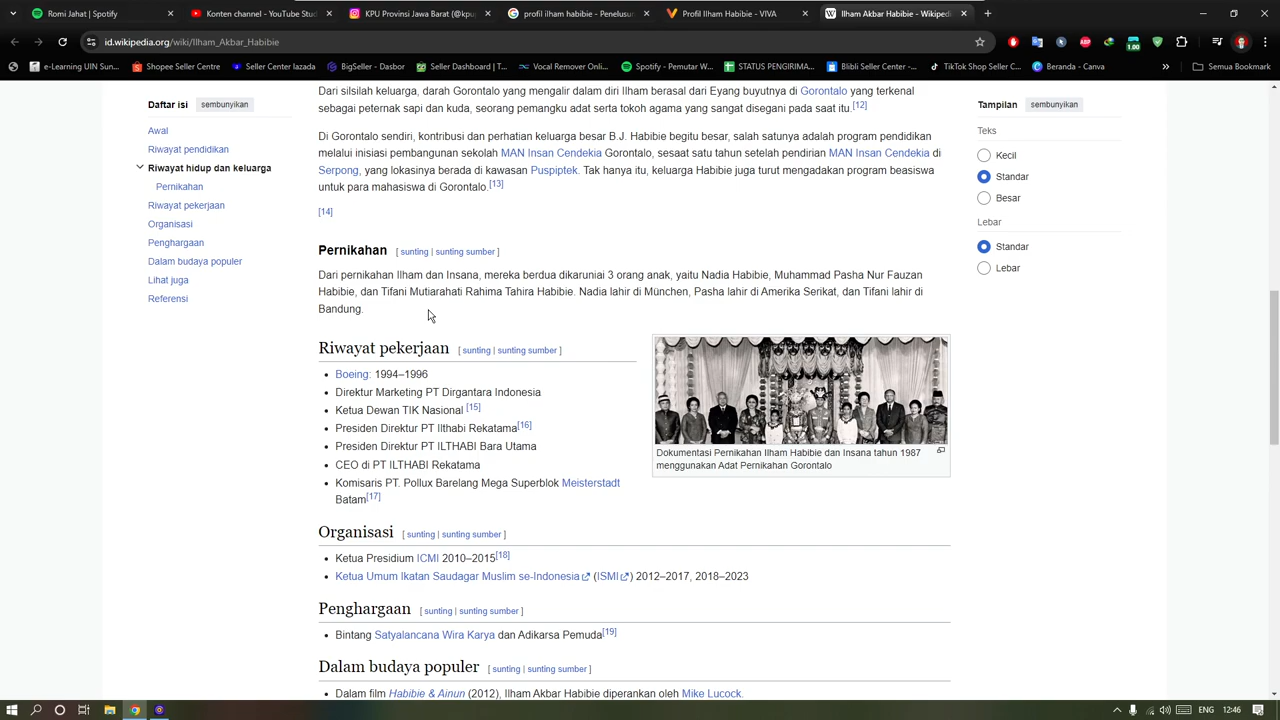 Romi Jahat | Spotify
Konten channel - YouTube Stu
KPU Provinsi Jawa Barat (@kpu
profil ilham habibie - Penelusu
Profil Ilham Habibie - VIVA
Ilham Akbar Habibie - Wikiped
id.wikipedia.org/wiki/Ilham_Akbar_Habibie
ABP
1.00
e-Learning UIN Sun...
Shopee Seller Centre
Seller Center lazada
BigSeller - Dasbor
Seller Dashboard | T...
Vocal Remover Onli...
Spotify - Pemutar W...
STATUS PENGIRIMA...
Blibli Seller Center -...
TikTok Shop Seller C...
Beranda - Canva
Semua Bookmark
Daftar isi sembunyikan
Awal
Riwayat pendidikan
Riwayat hidup dan keluarga
Pernikahan
Riwayat pekerjaan
Organisasi
Penghargaan
Dalam budaya populer
Lihat juga
Referensi
Dari silsilah keluarga, darah Gorontalo yang mengalir dalam diri Ilham berasal dari Eyang buyutnya di Gorontalo yang terkenal
sebagai peternak sapi dan kuda, seorang pemangku adat serta tokoh agama yang sangat disegani pada saat itu.[12]
Di Gorontalo sendiri, kontribusi dan perhatian keluarga besar B.J. Habibie begitu besar, salah satunya adalah program pendidikan
melalui inisiasi pembangunan sekolah MAN Insan Cendekia Gorontalo, sesaat satu tahun setelah pendirian MAN Insan Cendekia di
Serpong, yang lokasinya berada di kawasan Puspiptek. Tak hanya itu, keluarga Habibie juga turut mengadakan program beasiswa
untuk para mahasiswa di Gorontalo.[13]
[14]
Pernikahan [ sunting | sunting sumber ]
Dari pernikahan Ilham dan Insana, mereka berdua dikaruniai 3 orang anak, yaitu Nadia Habibie, Muhammad Pasha Nur Fauzan
Habibie, dan Tifani Mutiarahati Rahima Tahira Habibie. Nadia lahir di München, Pasha lahir di Amerika Serikat, dan Tifani lahir di
Bandung.
Riwayat pekerjaan [ sunting | sunting sumber ]
Boeing: 1994–1996
Direktur Marketing PT Dirgantara Indonesia
Ketua Dewan TIK Nasional [15]
Presiden Direktur PT Ilthabi Rekatama[16]
Presiden Direktur PT ILTHABI Bara Utama
CEO di PT ILTHABI Rekatama
Komisaris PT. Pollux Barelang Mega Superblok Meisterstadt
Batam[17]
Dokumentasi Pernikahan Ilham Habibie dan Insana tahun 1987
menggunakan Adat Pernikahan Gorontalo
Organisasi [ sunting | sunting sumber ]
Ketua Presidium ICMI 2010–2015[18]
Ketua Umum Ikatan Saudagar Muslim se-Indonesia (ISMI) 2012–2017, 2018–2023
Penghargaan [ sunting | sunting sumber ]
Bintang Satyalancana Wira Karya dan Adikarsa Pemuda[19]
Dalam budaya populer [ sunting | sunting sumber ]
Dalam film Habibie & Ainun (2012), Ilham Akbar Habibie diperankan oleh Mike Lucock.
Tampilan sembunyikan
Teks
Kecil
Standar
Besar
Lebar
Standar
Lebar
ENG 12:46